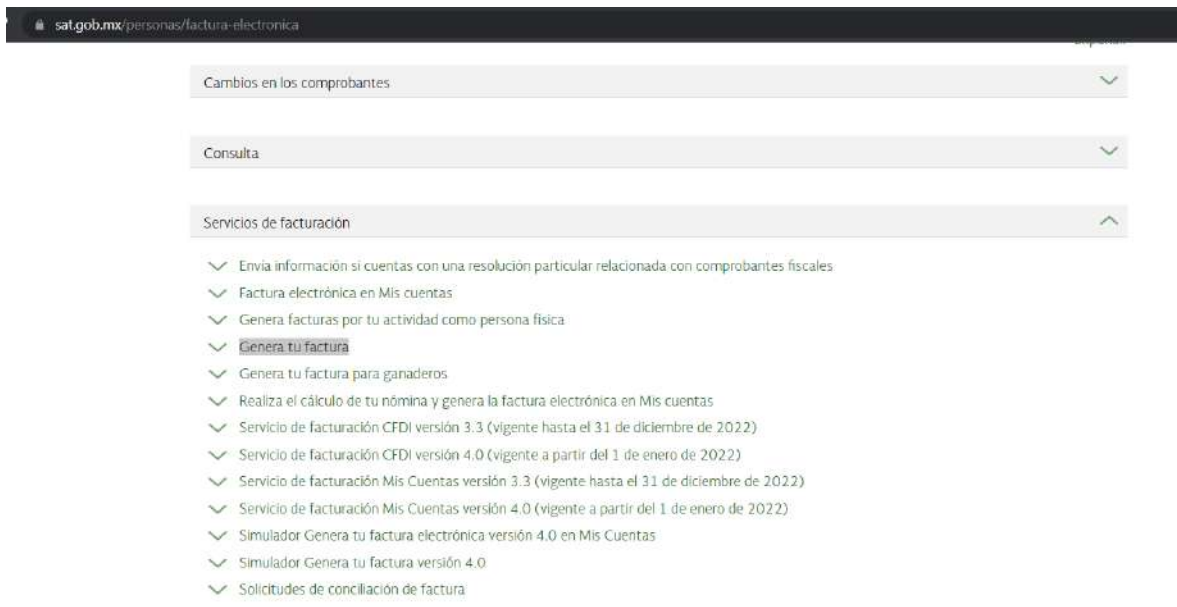 sat.gob.mx/personas/factura-electronica
Cambios en los comprobantes
Consulta
Servicios de facturación
Envía información si cuentas con una resolución particular relacionada con comprobantes fiscales
Factura electrónica en Mis cuentas
Genera facturas por tu actividad como persona física
Genera tu factura
Genera tu factura para ganaderos
Realiza el cálculo de tu nómina y genera la factura electrónica en Mis cuentas
Servicio de facturación CFDI versión 3.3 (vigente hasta el 31 de diciembre de 2022)
Servicio de facturación CFDI versión 4.0 (vigente a partir del 1 de enero de 2022)
Servicio de facturación Mis Cuentas versión 3.3 (vigente hasta el 31 de diciembre de 2022)
Servicio de facturación Mis Cuentas versión 4.0 (vigente a partir del 1 de enero de 2022)
Simulador Genera tu factura electrónica versión 4.0 en Mis Cuentas
Simulador Genera tu factura versión 4.0
Solicitudes de conciliación de factura